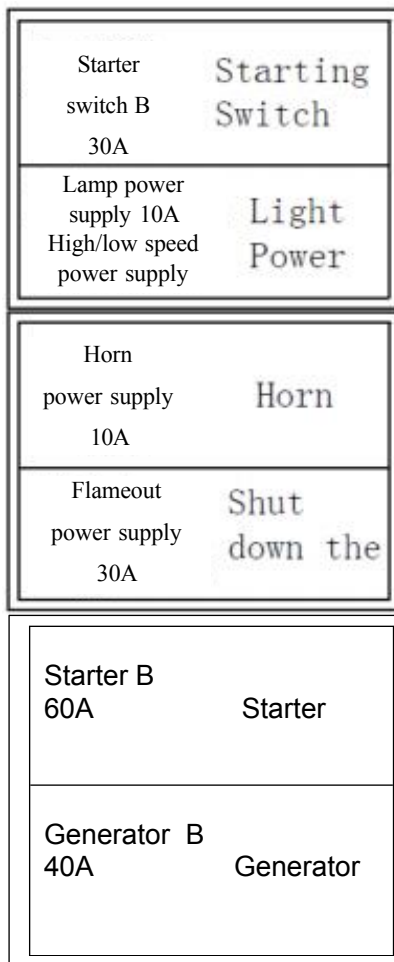 Starter
switch B
30A
Starting
Switch
Lamp power
supply 10A
High/low speed
power supply
Light
Power
Horn
power supply
10A
Horn
Flameout
power supply
30A
Shut
down the
Starter B
60A
Starter
Generator B
40A
Generator